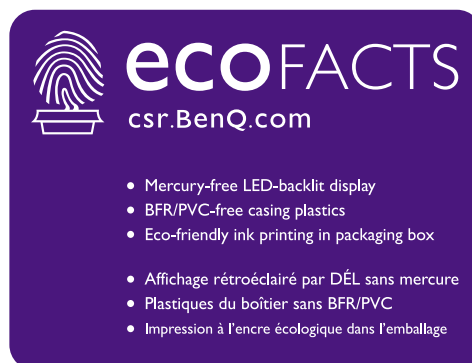 ecoFACTS
csr.BenQ.com
• Mercury-free LED-backlit display
• BFR/PVC-free casing plastics
• Eco-friendly ink printing in packaging box
• Affichage rétroéclairé par DÉL sans mercure
• Plastiques du boîtier sans BFR/PVC
• Impression à l'encre écologique dans l'emballage